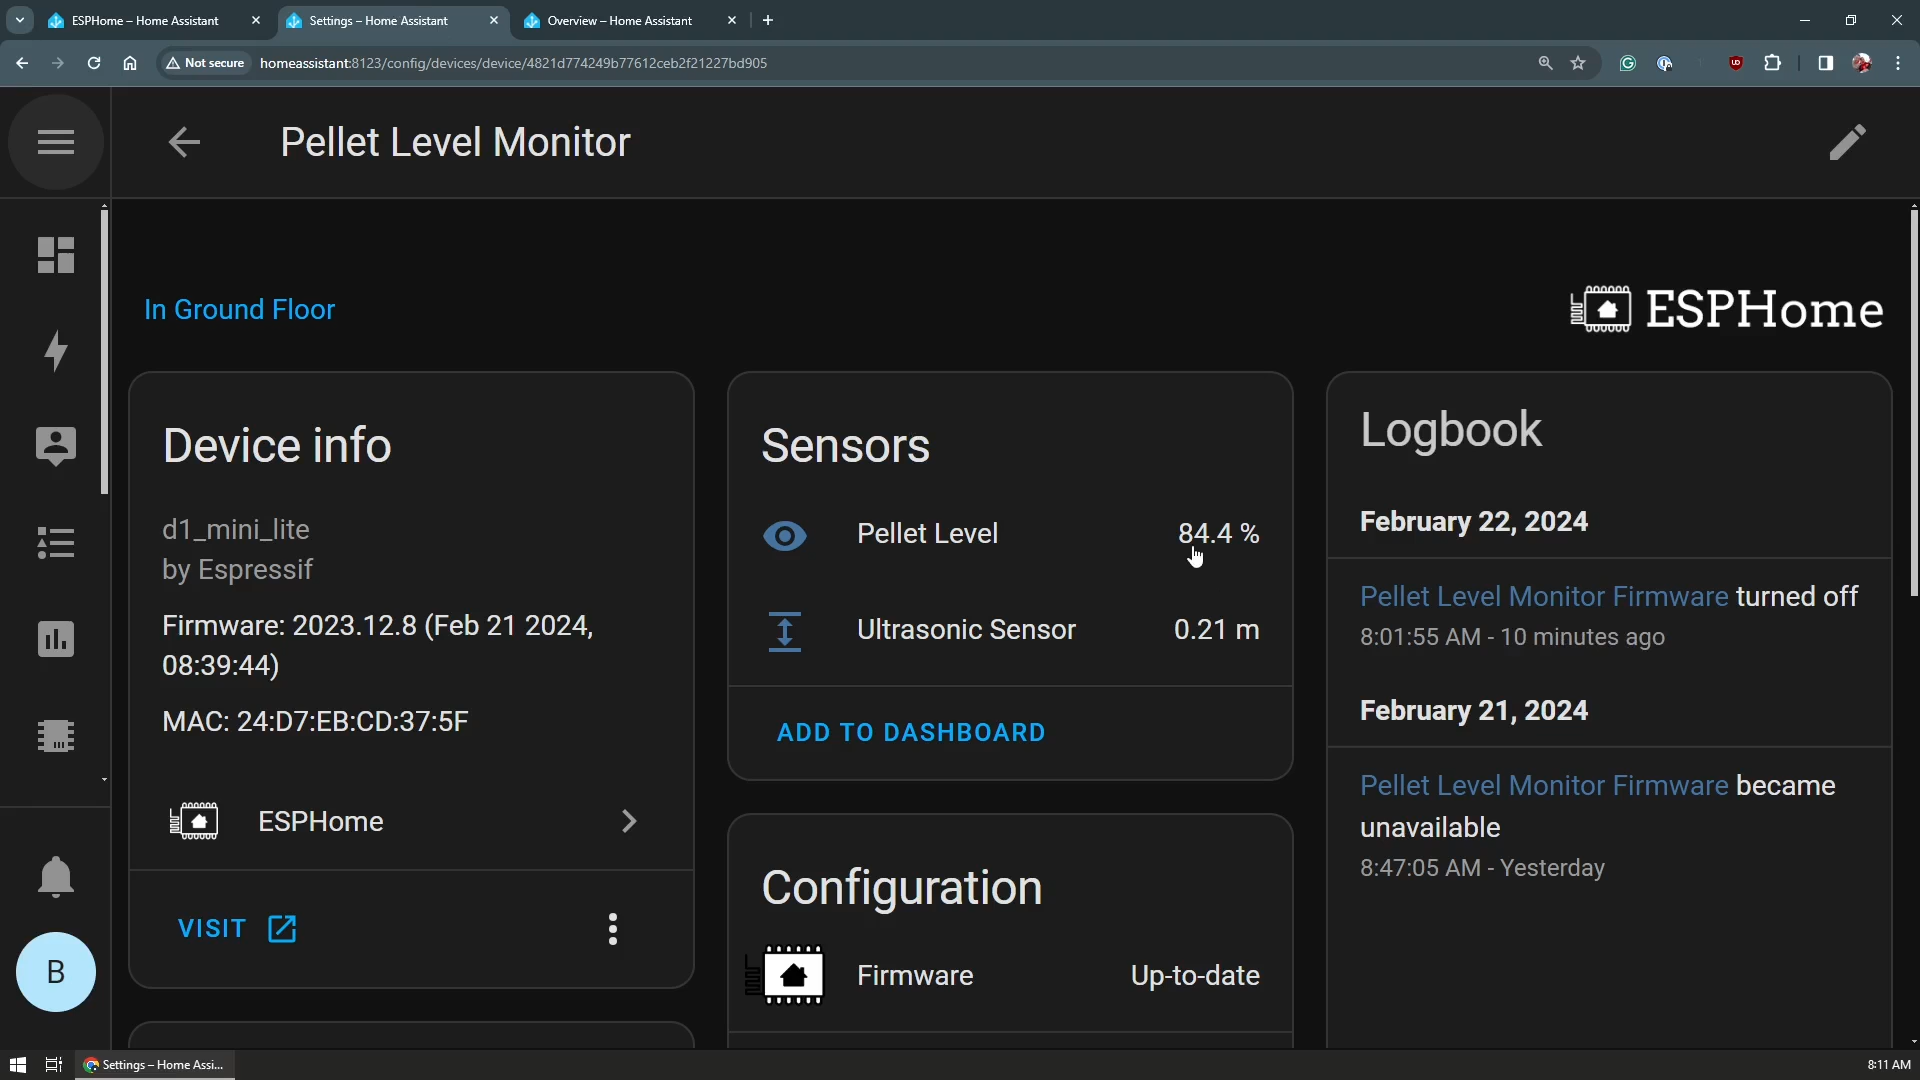 ESPHome – Home Assistant
Settings – Home Assistant
Overview – Home Assistant
Not secure
homeassistant:8123/config/devices/device/4821d774249b77612ceb2f21227bd905
Pellet Level Monitor
In Ground Floor
ESPHome
Device info
d1_mini_lite
by Espressif
Firmware: 2023.12.8 (Feb 21 2024,
08:39:44)
MAC: 24:D7:EB:CD:37:5F
ESPHome
VISIT
Sensors
Pellet Level
84.4 %
Ultrasonic Sensor
0.21 m
ADD TO DASHBOARD
Configuration
Firmware
Up-to-date
Logbook
February 22, 2024
Pellet Level Monitor Firmware turned off
8:01:55 AM - 10 minutes ago
February 21, 2024
Pellet Level Monitor Firmware became
unavailable
8:47:05 AM - Yesterday
B
Settings – Home Assi...
8:11 AM